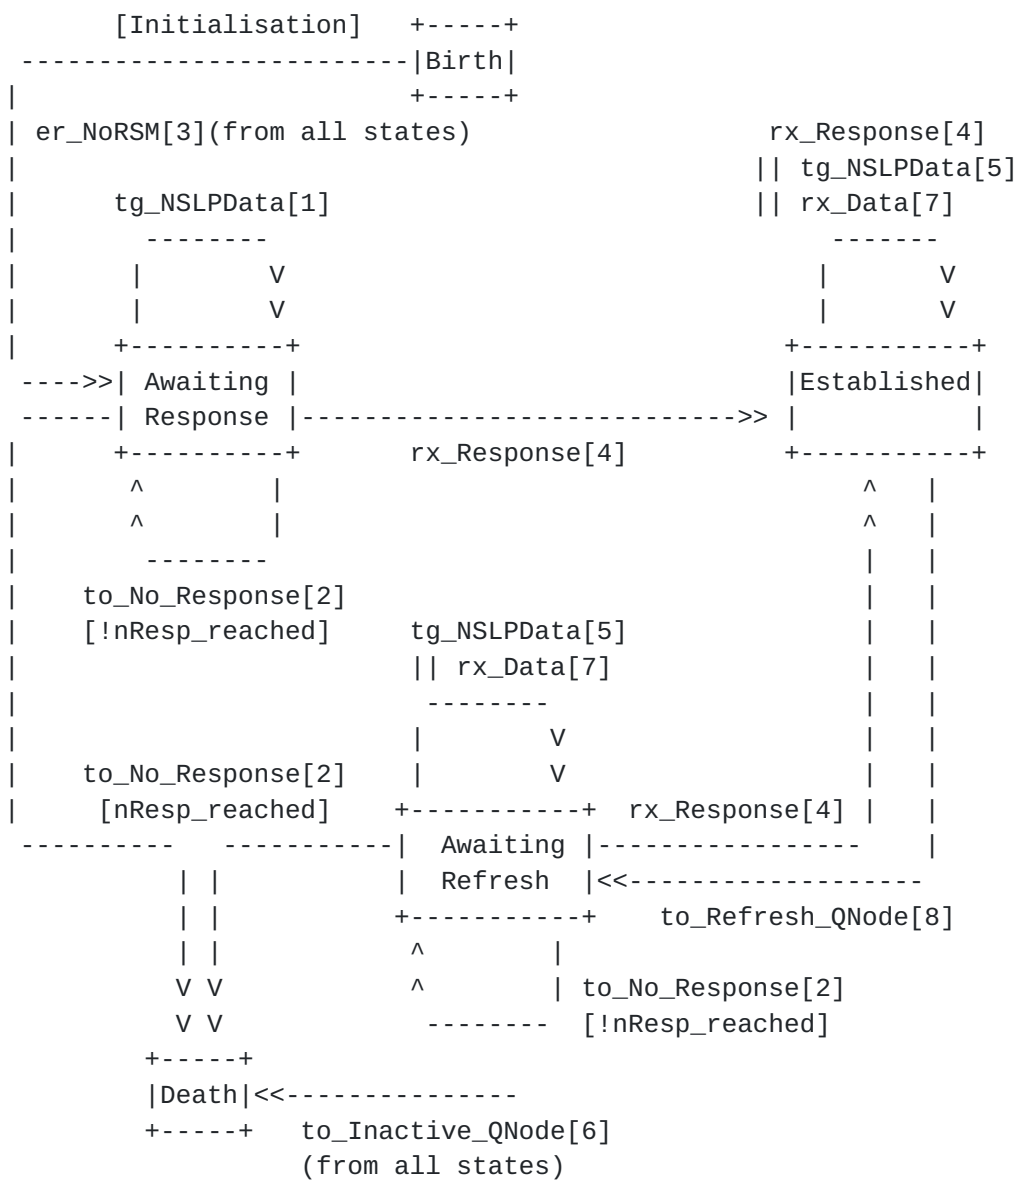 [Initialisation]   +-----+
 -------------------------|Birth|
|                         +-----+
| er_NoRSM[3](from all states)                   rx_Response[4]
|                                               || tg_NSLPData[5]
|      tg_NSLPData[1]                           || rx_Data[7]
|        --------                                    -------
|       |        V                                  |       V
|       |        V                                  |       V
|      +----------+                               +-----------+
 ---->>| Awaiting |                               |Established|
 ------| Response |---------------------------->> |           |
|      +----------+       rx_Response[4]          +-----------+
|       ^        |                                     ^   |
|       ^        |                                     ^   |
|        --------                                      |   |
|    to_No_Response[2]                                 |   |
|    [!nResp_reached]     tg_NSLPData[5]               |   |
|                         || rx_Data[7]                |   |
|                          --------                    |   |
|                         |        V                   |   |
|    to_No_Response[2]    |        V                   |   |
|     [nResp_reached]    +-----------+  rx_Response[4] |   |
 ----------   -----------|  Awaiting |-----------------    |
           | |           |  Refresh  |<<-------------------
           | |           +-----------+    to_Refresh_QNode[8]
           | |            ^        |
           V V            ^        | to_No_Response[2]
           V V             --------  [!nResp_reached]
         +-----+
         |Death|<<---------------
         +-----+   to_Inactive_QNode[6]
                   (from all states)